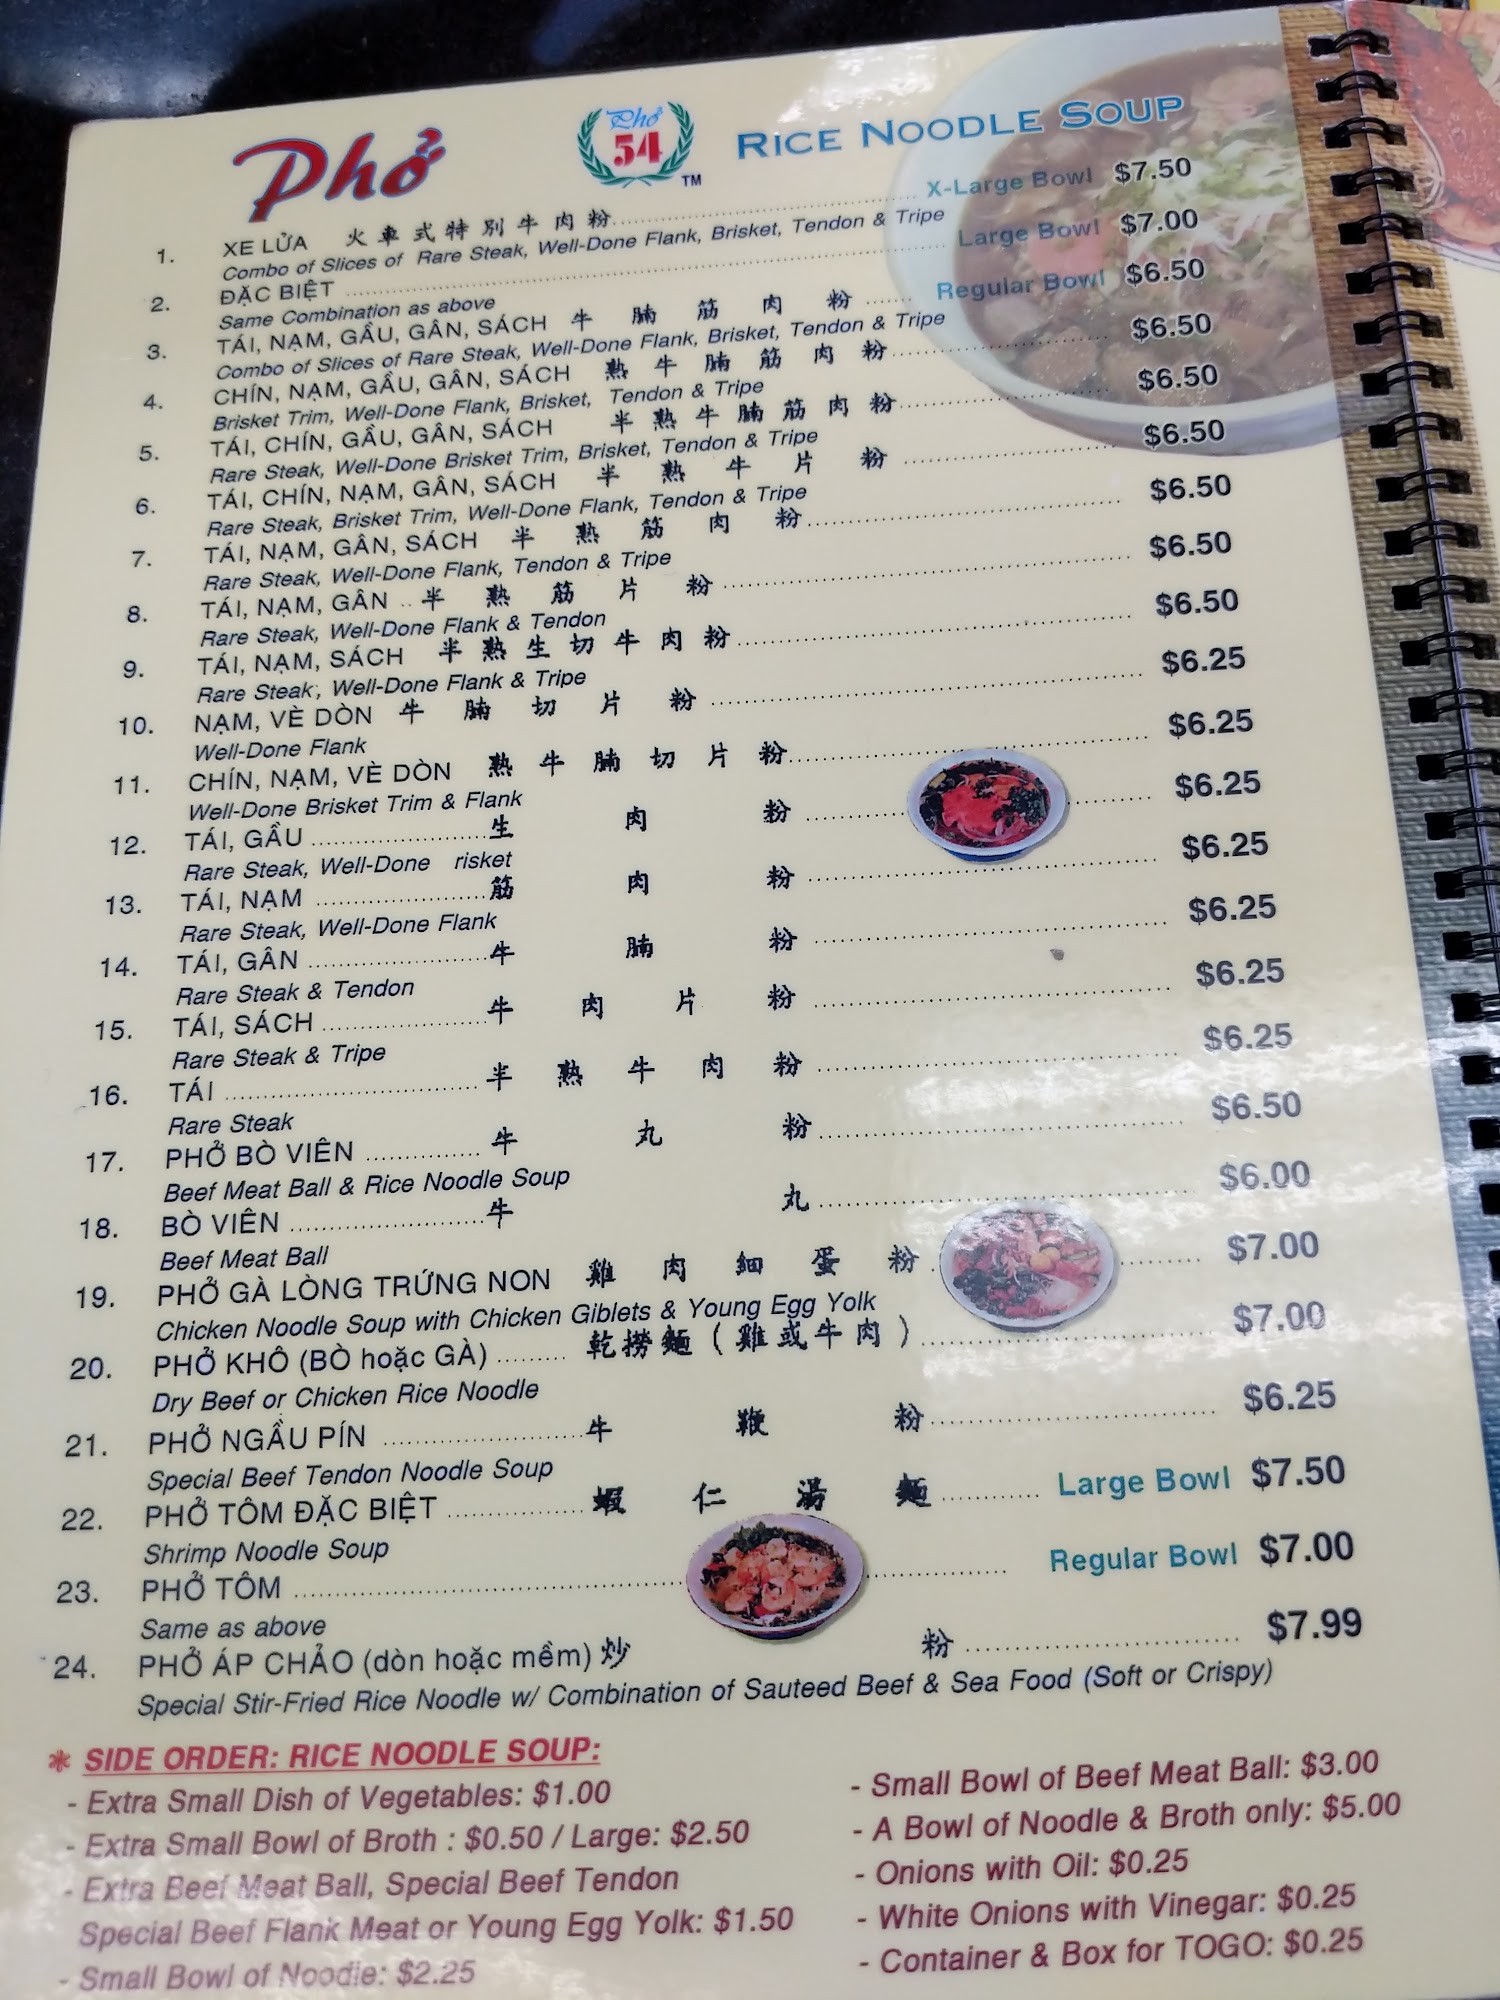 Phở
Phở
54
TM
RICE NOODLE SOUP
1. XE LỬA 火車式特別牛肉粉 X-Large Bowl $7.50
Combo of Slices of Rare Steak, Well-Done Flank, Brisket, Tendon & Tripe
2. ĐẶC BIỆT Large Bowl $7.00
Same Combination as above
3. TÁI, NẠM, GẦU, GÂN, SÁCH 牛腩筋肉粉 Regular Bowl $6.50
Combo of Slices of Rare Steak, Well-Done Flank, Brisket, Tendon & Tripe
4. CHÍN, NẠM, GẦU, GÂN, SÁCH 熟牛腩筋肉粉 $6.50
Brisket Trim, Well-Done Flank, Brisket, Tendon & Tripe
5. TÁI, CHÍN, GẦU, GÂN, SÁCH 半熟牛腩筋肉粉 $6.50
Rare Steak, Well-Done Brisket Trim, Brisket, Tendon & Tripe
6. TÁI, CHÍN, NẠM, GÂN, SÁCH 半熟牛片粉 $6.50
Rare Steak, Brisket Trim, Well-Done Flank, Tendon & Tripe
7. TÁI, NẠM, GÂN, SÁCH 半熟筋肉粉 $6.50
Rare Steak, Well-Done Flank, Tendon & Tripe
8. TÁI, NẠM, GÂN 半熟筋片粉 $6.50
Rare Steak, Well-Done Flank & Tendon
9. TÁI, NẠM, SÁCH 半熟生切牛肉粉 $6.50
Rare Steak, Well-Done Flank & Tripe
10. NẠM, VÈ DÒN 牛腩切片粉 $6.25
Well-Done Flank
11. CHÍN, NẠM, VÈ DÒN 熟牛腩切片粉 $6.25
Well-Done Brisket Trim & Flank
12. TÁI, GẦU 生肉粉 $6.25
Rare Steak, Well-Done risket
13. TÁI, NẠM 筋肉粉 $6.25
Rare Steak, Well-Done Flank
14. TÁI, GÂN 牛腩粉 $6.25
Rare Steak & Tendon
15. TÁI, SÁCH 牛肉片粉 $6.25
Rare Steak & Tripe
16. TÁI 半熟牛肉粉 $6.25
Rare Steak
17. PHỞ BÒ VIÊN 牛丸粉 $6.50
Beef Meat Ball & Rice Noodle Soup
18. BÒ VIÊN 牛丸 $6.00
Beef Meat Ball
19. PHỞ GÀ LÒNG TRỨNG NON 雞肉細蛋粉 $7.00
Chicken Noodle Soup with Chicken Giblets & Young Egg Yolk
20. PHỞ KHÔ (BÒ hoặc GÀ) 乾撈麵(雞或牛肉) $7.00
Dry Beef or Chicken Rice Noodle
21. PHỞ NGẦU PÍN 牛鞭粉 $6.25
Special Beef Tendon Noodle Soup
22. PHỞ TÔM ĐẶC BIỆT 蝦仁湯麵 Large Bowl $7.50
Shrimp Noodle Soup
23. PHỞ TÔM Regular Bowl $7.00
Same as above
24. PHỞ ÁP CHẢO (dòn hoặc mềm) 炒粉 $7.99
Special Stir-Fried Rice Noodle w/ Combination of Sauteed Beef & Sea Food (Soft or Crispy)
* SIDE ORDER: RICE NOODLE SOUP:
- Extra Small Dish of Vegetables: $1.00
- Extra Small Bowl of Broth : $0.50 / Large: $2.50
- Extra Beef Meat Ball, Special Beef Tendon
Special Beef Flank Meat or Young Egg Yolk: $1.50
- Small Bowl of Noodle: $2.25
- Small Bowl of Beef Meat Ball: $3.00
- A Bowl of Noodle & Broth only: $5.00
- Onions with Oil: $0.25
- White Onions with Vinegar: $0.25
- Container & Box for TOGO: $0.25